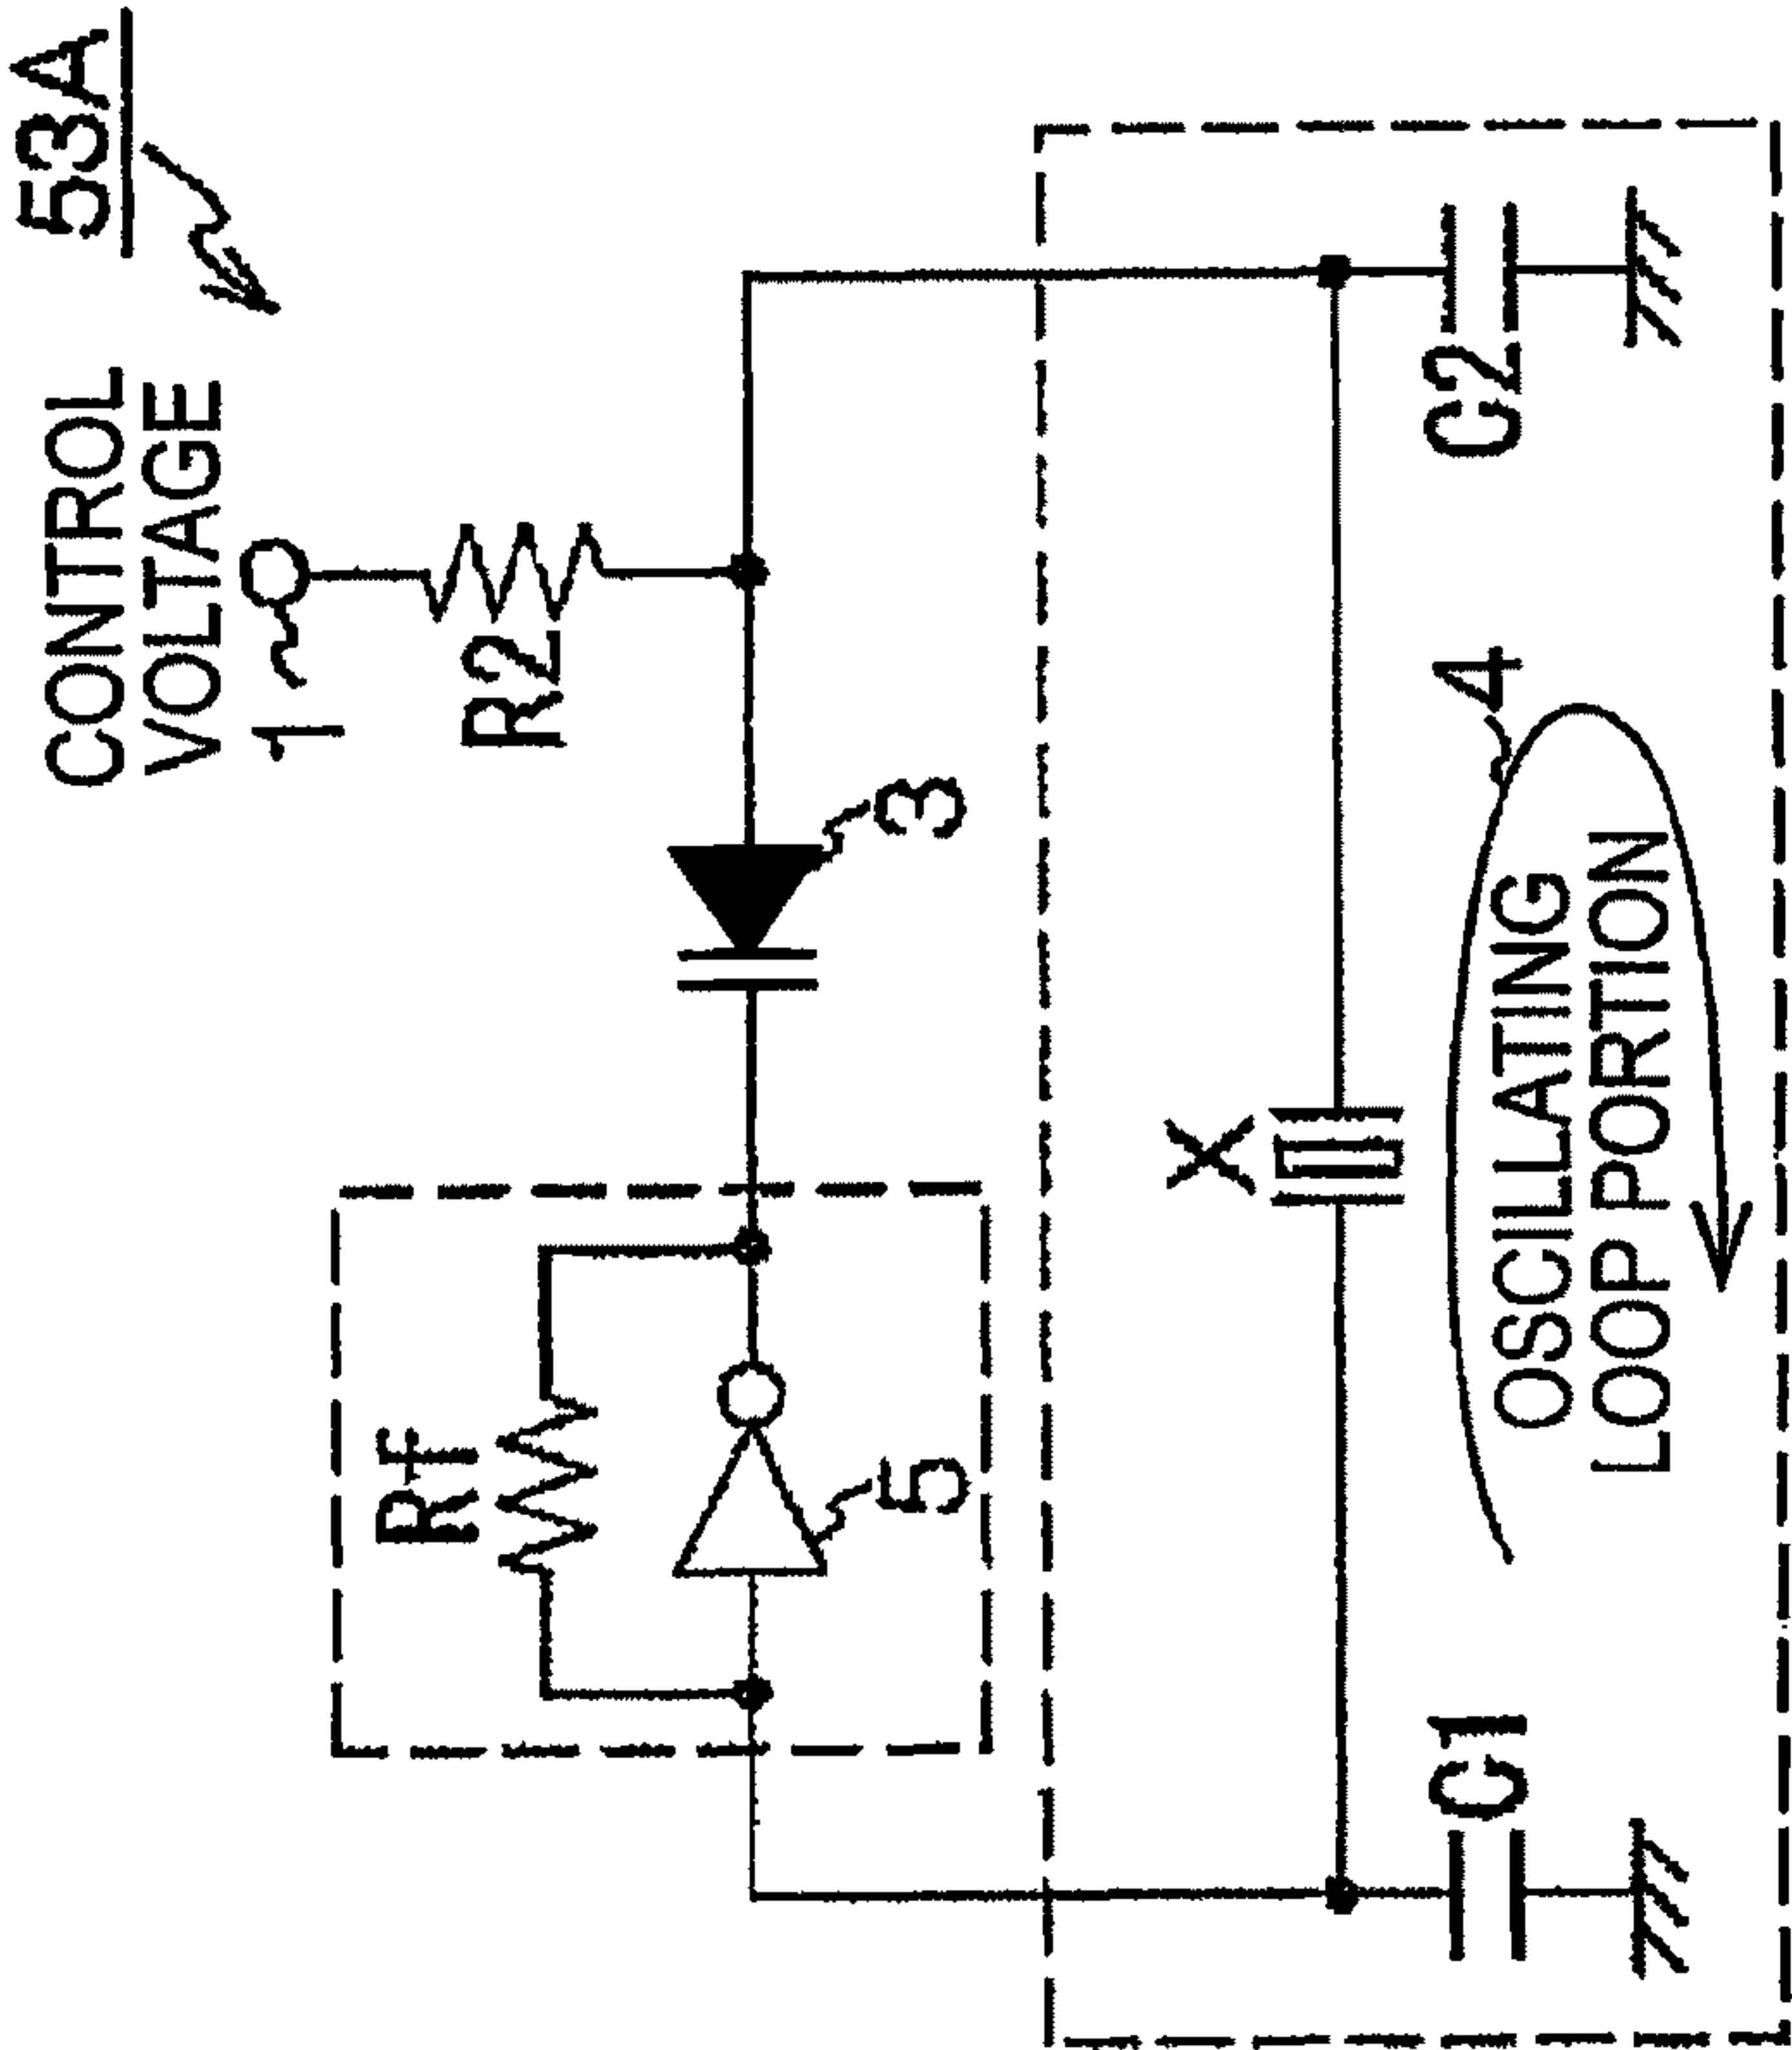 53A
CONTROL
VOLTAGE
1
R2
3
Rf
5
X
C1
C2
4
OSCILLATING
LOOP PORTION